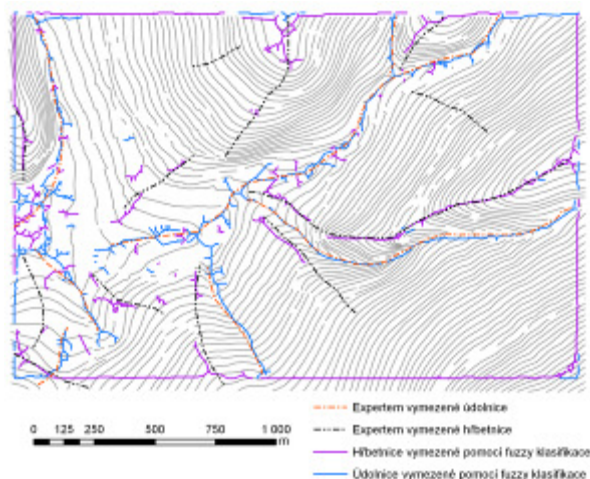 Expertem vymezené údolnice
Expertem vymezené hřbetnice
Hřbetnice vymezené pomocí fuzzy klasifikace
Údolnice vymezené pomocí fuzzy klasifikace
0 125 250 500 750 1 000
m